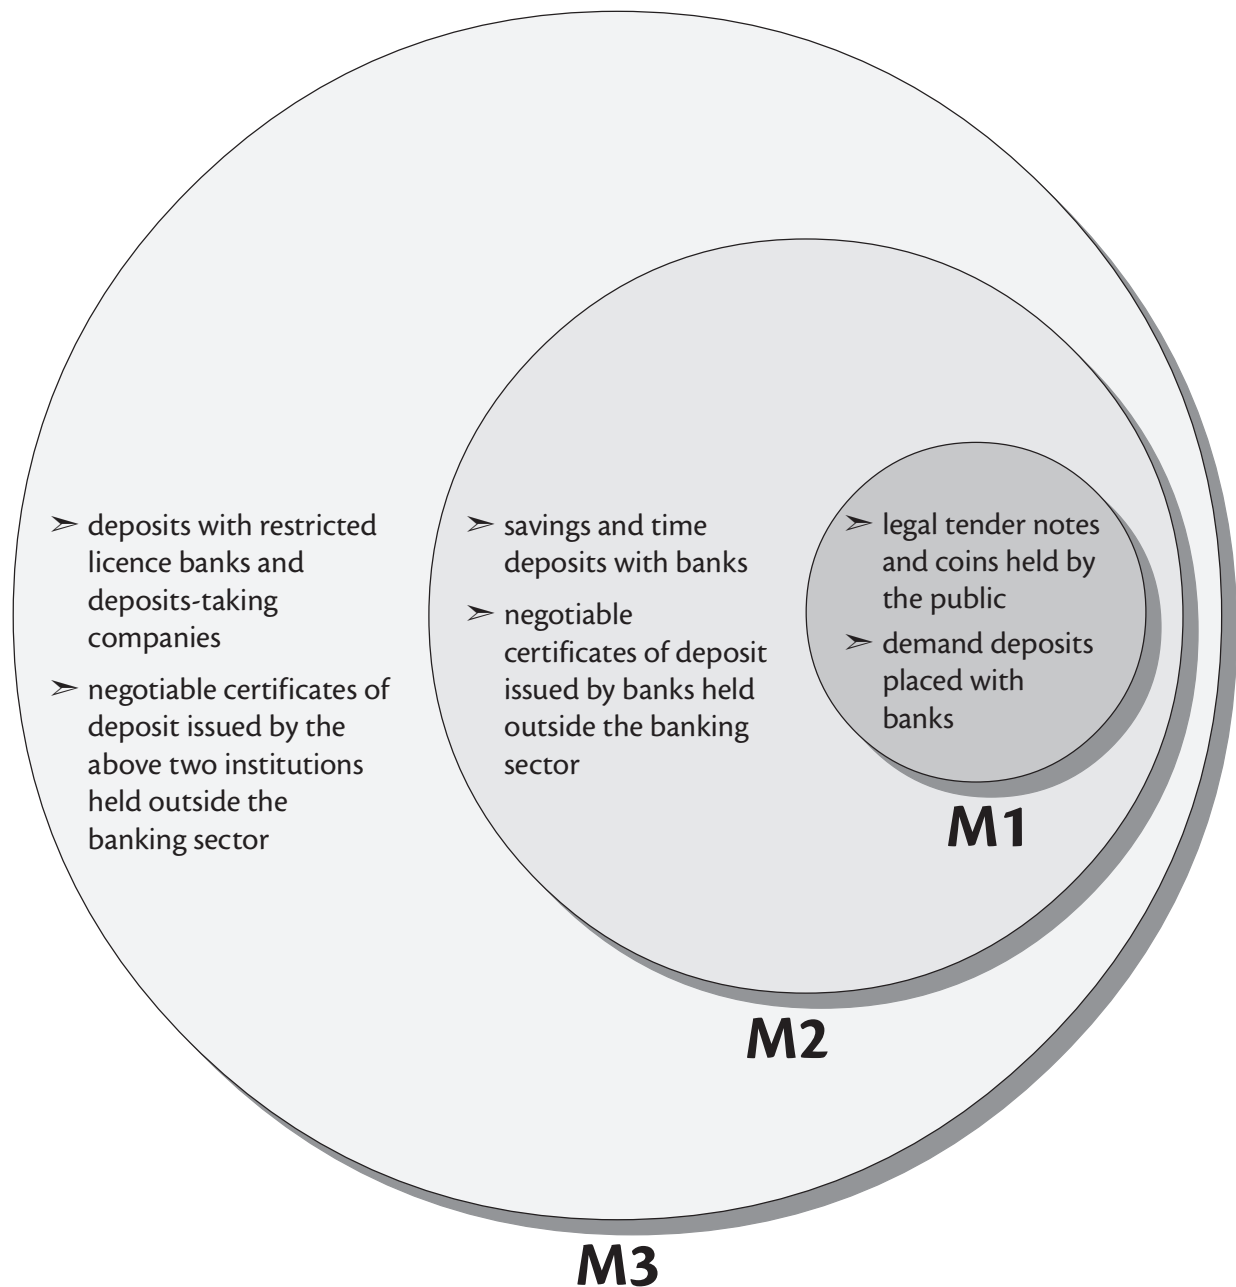 ➣ deposits with restricted
licence banks and
deposits-taking
companies
➣ negotiable certificates of
deposit issued by the
above two institutions
held outside the
banking sector
➣ savings and time
deposits with banks
➣ negotiable
certificates of deposit
issued by banks held
outside the banking
sector
➣ legal tender notes
and coins held by
the public
➣ demand deposits
placed with
banks
M1
M2
M3